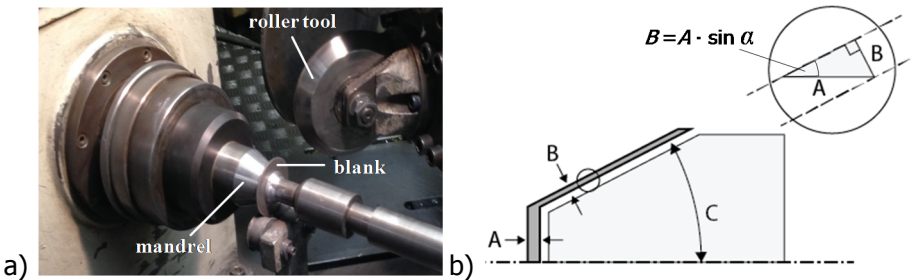 roller tool
blank
mandrel
a)
B=A· sin α
B
A
B
C
A
b)